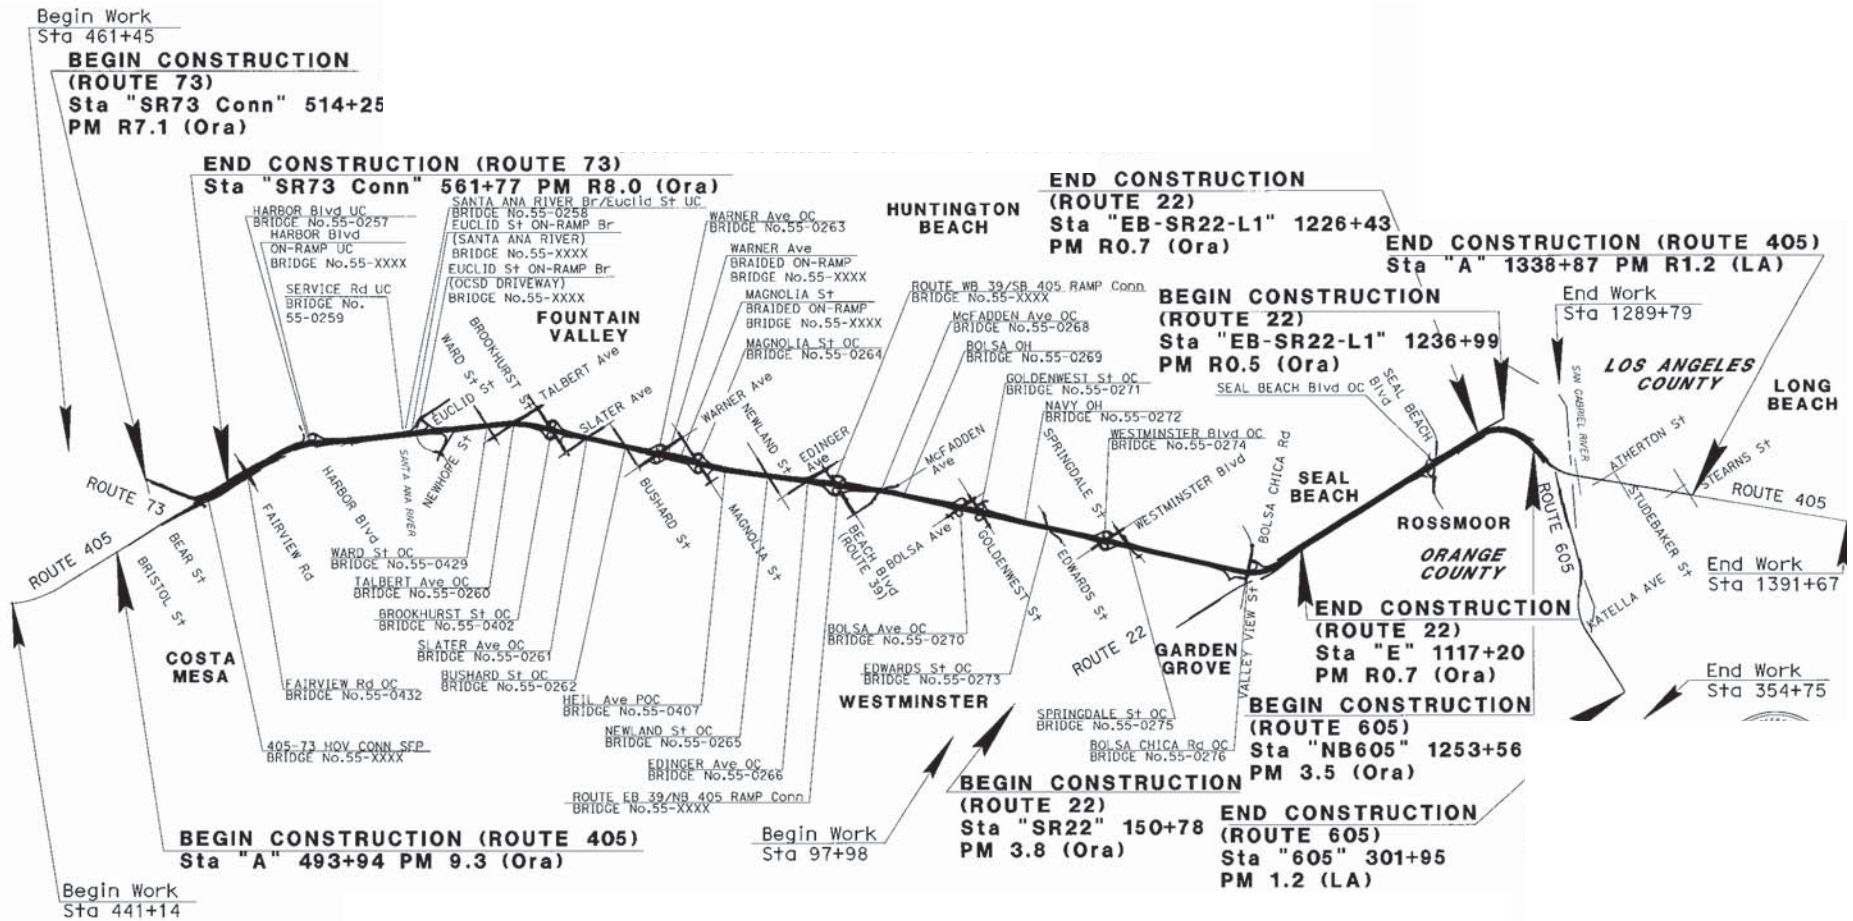 Begin Work
Sta 461+45
BEGIN CONSTRUCTION
(ROUTE 73)
Sta "SR73 Conn" 514+25
PM R7.1 (Ora)
END CONSTRUCTION (ROUTE 73)
Sta "SR73 Conn" 561+77 PM R8.0 (Ora)
HARBOR Blvd UC
BRIDGE No.55-0257
HARBOR Blvd
ON-RAMP UC
BRIDGE No.55-XXXX
SERVICE Rd UC
BRIDGE No.
55-0259
SANTA ANA RIVER Br/Euclid St UC
BRIDGE No.55-0258
EUCLID St ON-RAMP Br
(SANTA ANA RIVER)
BRIDGE No.55-XXXX
EUCLID St ON-RAMP Br
(OCSD DRIVEWAY)
BRIDGE No.55-XXXX
FOUNTAIN
VALLEY
WARNER Ave OC
BRIDGE No.55-0263
WARNER Ave
BRAIDED ON-RAMP
BRIDGE No.55-XXXX
MAGNOLIA St
BRAIDED ON-RAMP
BRIDGE No.55-XXXX
MAGNOLIA St OC
BRIDGE No.55-0264
HUNTINGTON
BEACH
ROUTE WB 39/SB 405 RAMP Conn
BRIDGE No.55-XXXX
McFADDEN Ave OC
BRIDGE No.55-0268
BOLSA OH
BRIDGE No.55-0269
GOLDENWEST St OC
BRIDGE No.55-0271
NAVY OH
BRIDGE No.55-0272
WESTMINSTER Blvd OC
BRIDGE No.55-0274
END CONSTRUCTION
(ROUTE 22)
Sta "EB-SR22-L1" 1226+43
PM R0.7 (Ora)
BEGIN CONSTRUCTION
(ROUTE 22)
Sta "EB-SR22-L1" 1236+99
PM R0.5 (Ora)
SEAL BEACH Blvd OC
END CONSTRUCTION (ROUTE 405)
Sta "A" 1338+87 PM R1.2 (LA)
End Work
Sta 1289+79
LOS ANGELES
COUNTY
LONG
BEACH
ROUTE 73
ROUTE 405
BEAR St
BRISTOL St
FAIRVIEW Rd
HARBOR Blvd
SANTA ANA RIVER
NEWHOPE St
EUCLID St
WARD St
BROOKHURST St
TALBERT Ave
SLATER Ave
BUSHARD St
WARNER Ave
MAGNOLIA St
NEWLAND St
EDINGER
Ave
BEACH Blvd
(ROUTE 39)
McFADDEN
Ave
BOLSA Ave
GOLDENWEST St
SPRINGDALE St
EDWARDS St
WESTMINSTER Blvd
BOLSA CHICA Rd
VALLEY VIEW St
ROUTE 22
SEAL
BEACH
SEAL BEACH
Blvd
ROSSMOOR
ORANGE
COUNTY
SAN GABRIEL RIVER
ROUTE 605
ATHERTON St
STUDEBAKER St
STEARNS St
KATELLA AVE
ROUTE 405
End Work
Sta 1391+67
End Work
Sta 354+75
COSTA
MESA
WARD St OC
BRIDGE No.55-0429
TALBERT Ave OC
BRIDGE No.55-0260
BROOKHURST St OC
BRIDGE No.55-0402
SLATER Ave OC
BRIDGE No.55-0261
BUSHARD St OC
BRIDGE No.55-0262
HEIL Ave POC
BRIDGE No.55-0407
NEWLAND St OC
BRIDGE No.55-0265
EDINGER Ave OC
BRIDGE No.55-0266
ROUTE EB 39/NB 405 RAMP Conn
BRIDGE No.55-XXXX
FAIRVIEW Rd OC
BRIDGE No.55-0432
405-73 HOV CONN SEP
BRIDGE No.55-XXXX
BOLSA Ave OC
BRIDGE No.55-0270
EDWARDS St OC
BRIDGE No.55-0273
WESTMINSTER
GARDEN
GROVE
SPRINGDALE St OC
BRIDGE No.55-0275
BOLSA CHICA Rd OC
BRIDGE No.55-0276
END CONSTRUCTION
(ROUTE 22)
Sta "E" 1117+20
PM R0.7 (Ora)
BEGIN CONSTRUCTION
(ROUTE 605)
Sta "NB605" 1253+56
PM 3.5 (Ora)
END CONSTRUCTION
(ROUTE 605)
Sta "605" 301+95
PM 1.2 (LA)
BEGIN CONSTRUCTION
(ROUTE 22)
Sta "SR22" 150+78
PM 3.8 (Ora)
Begin Work
Sta 97+98
BEGIN CONSTRUCTION (ROUTE 405)
Sta "A" 493+94 PM 9.3 (Ora)
Begin Work
Sta 441+14